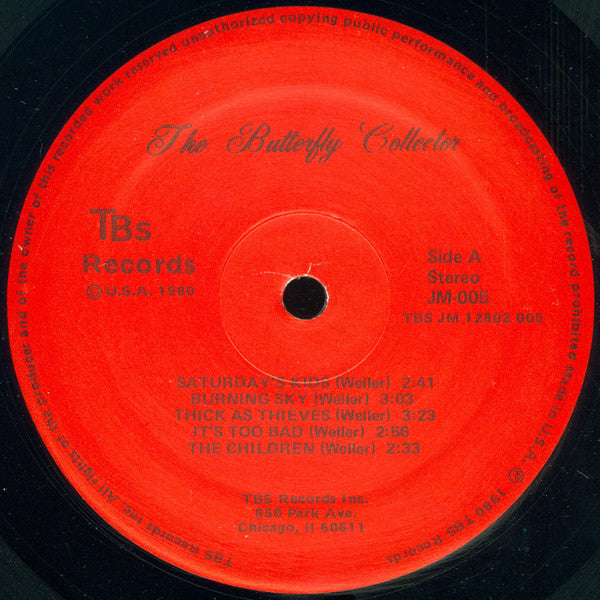 The Butterfly Collector
TBS
Records
© U.S.A. 1980
Side A
Stereo
JM-005
TBS JM 12802 005
SATURDAY'S KIDS (Weller) 2:41
BURNING SKY (Weller) 3:03
THICK AS THIEVES (Weller) 3:23
IT'S TOO BAD (Weller) 2:56
THE CHILDREN (Weller) 2:33
TBS Records Inc.
650 Park Ave.
Chicago, Il 60611
TBS Records Inc. All rights of the producer and of the owner of this recorded work reserved unauthorized copying public performance and broadcasting of the record prohibited Made in U.S.A. ℗ 1980 TBS Records